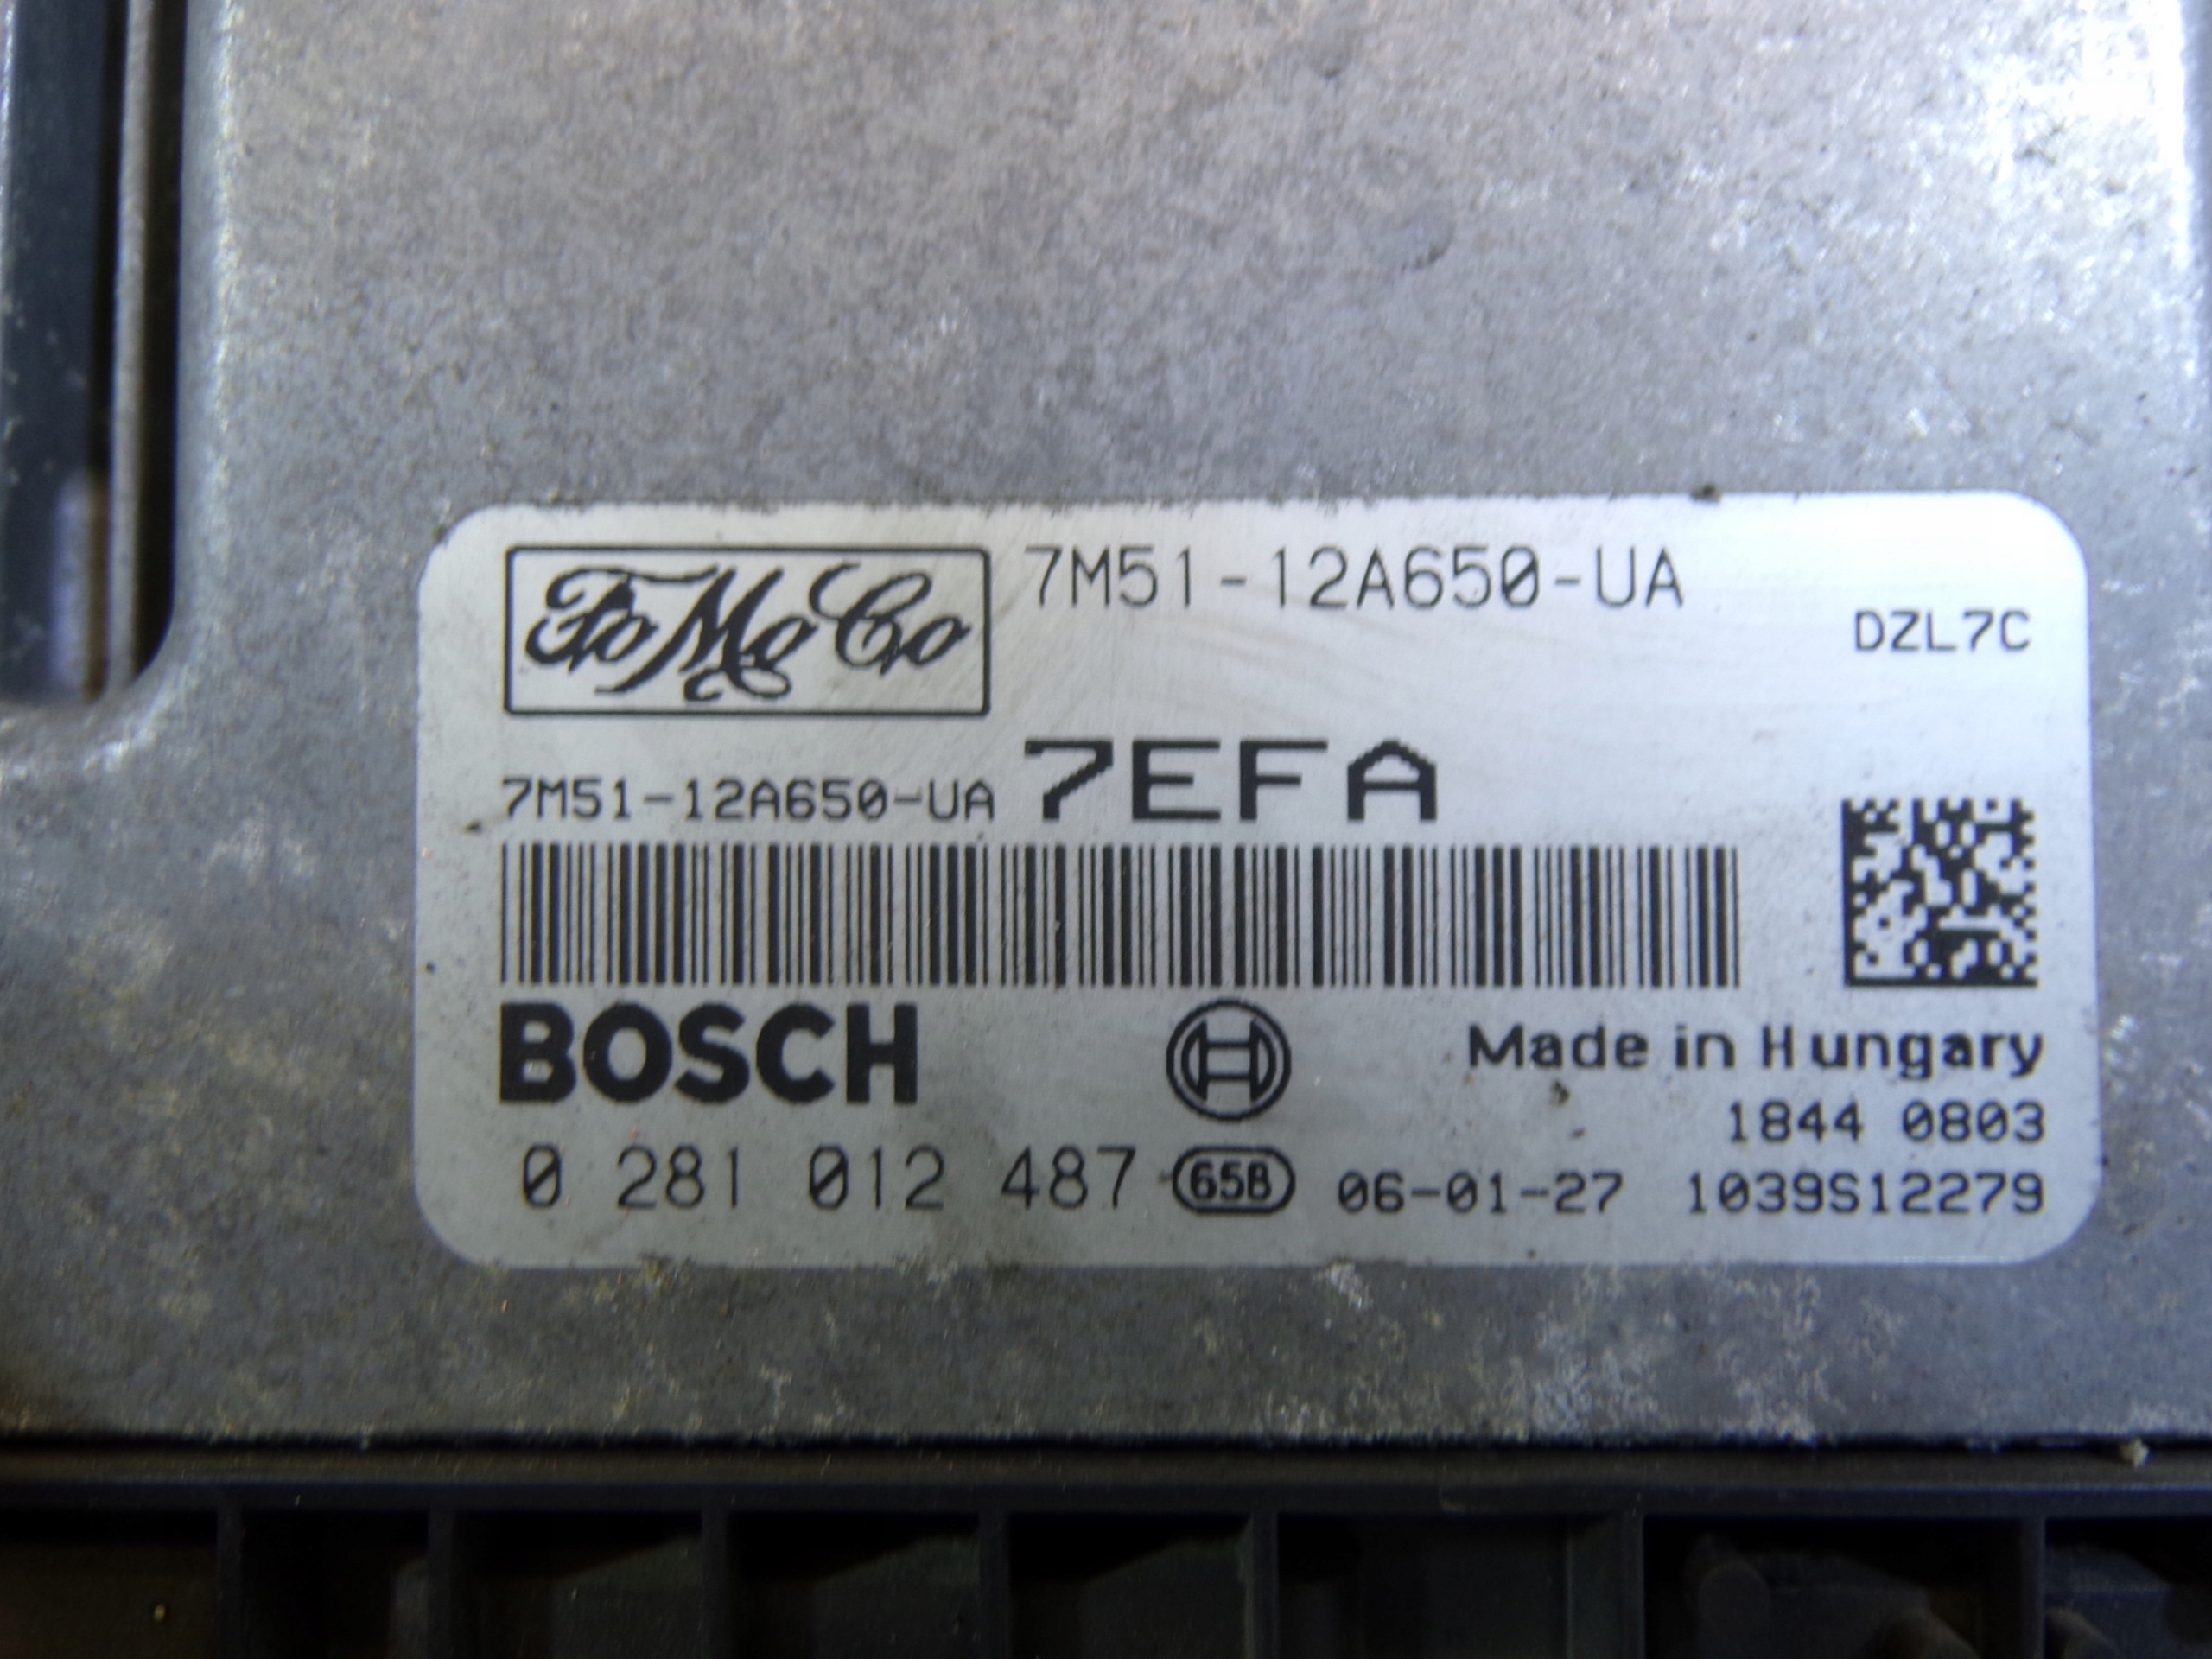 FoMoCo 7M51-12A650-UA
DZL7C
7M51-12A650-UA 7EFA
BOSCH Made in Hungary
1844 0803
0 281 012 487 65B 06-01-27 1039S12279